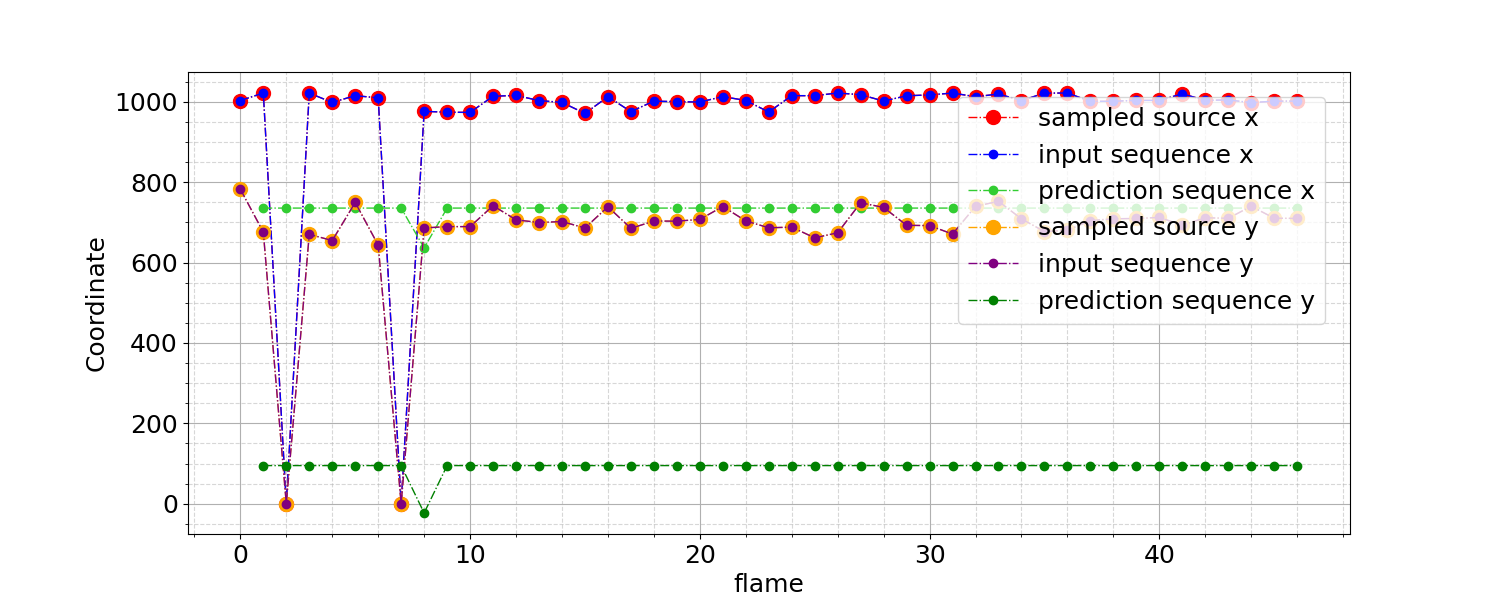 1000
800
600
400
200
0
Coordinate
sampled source x
input sequence x
prediction sequence x
sampled source y
input sequence y
prediction sequence y
0 10 20 30 40
flame